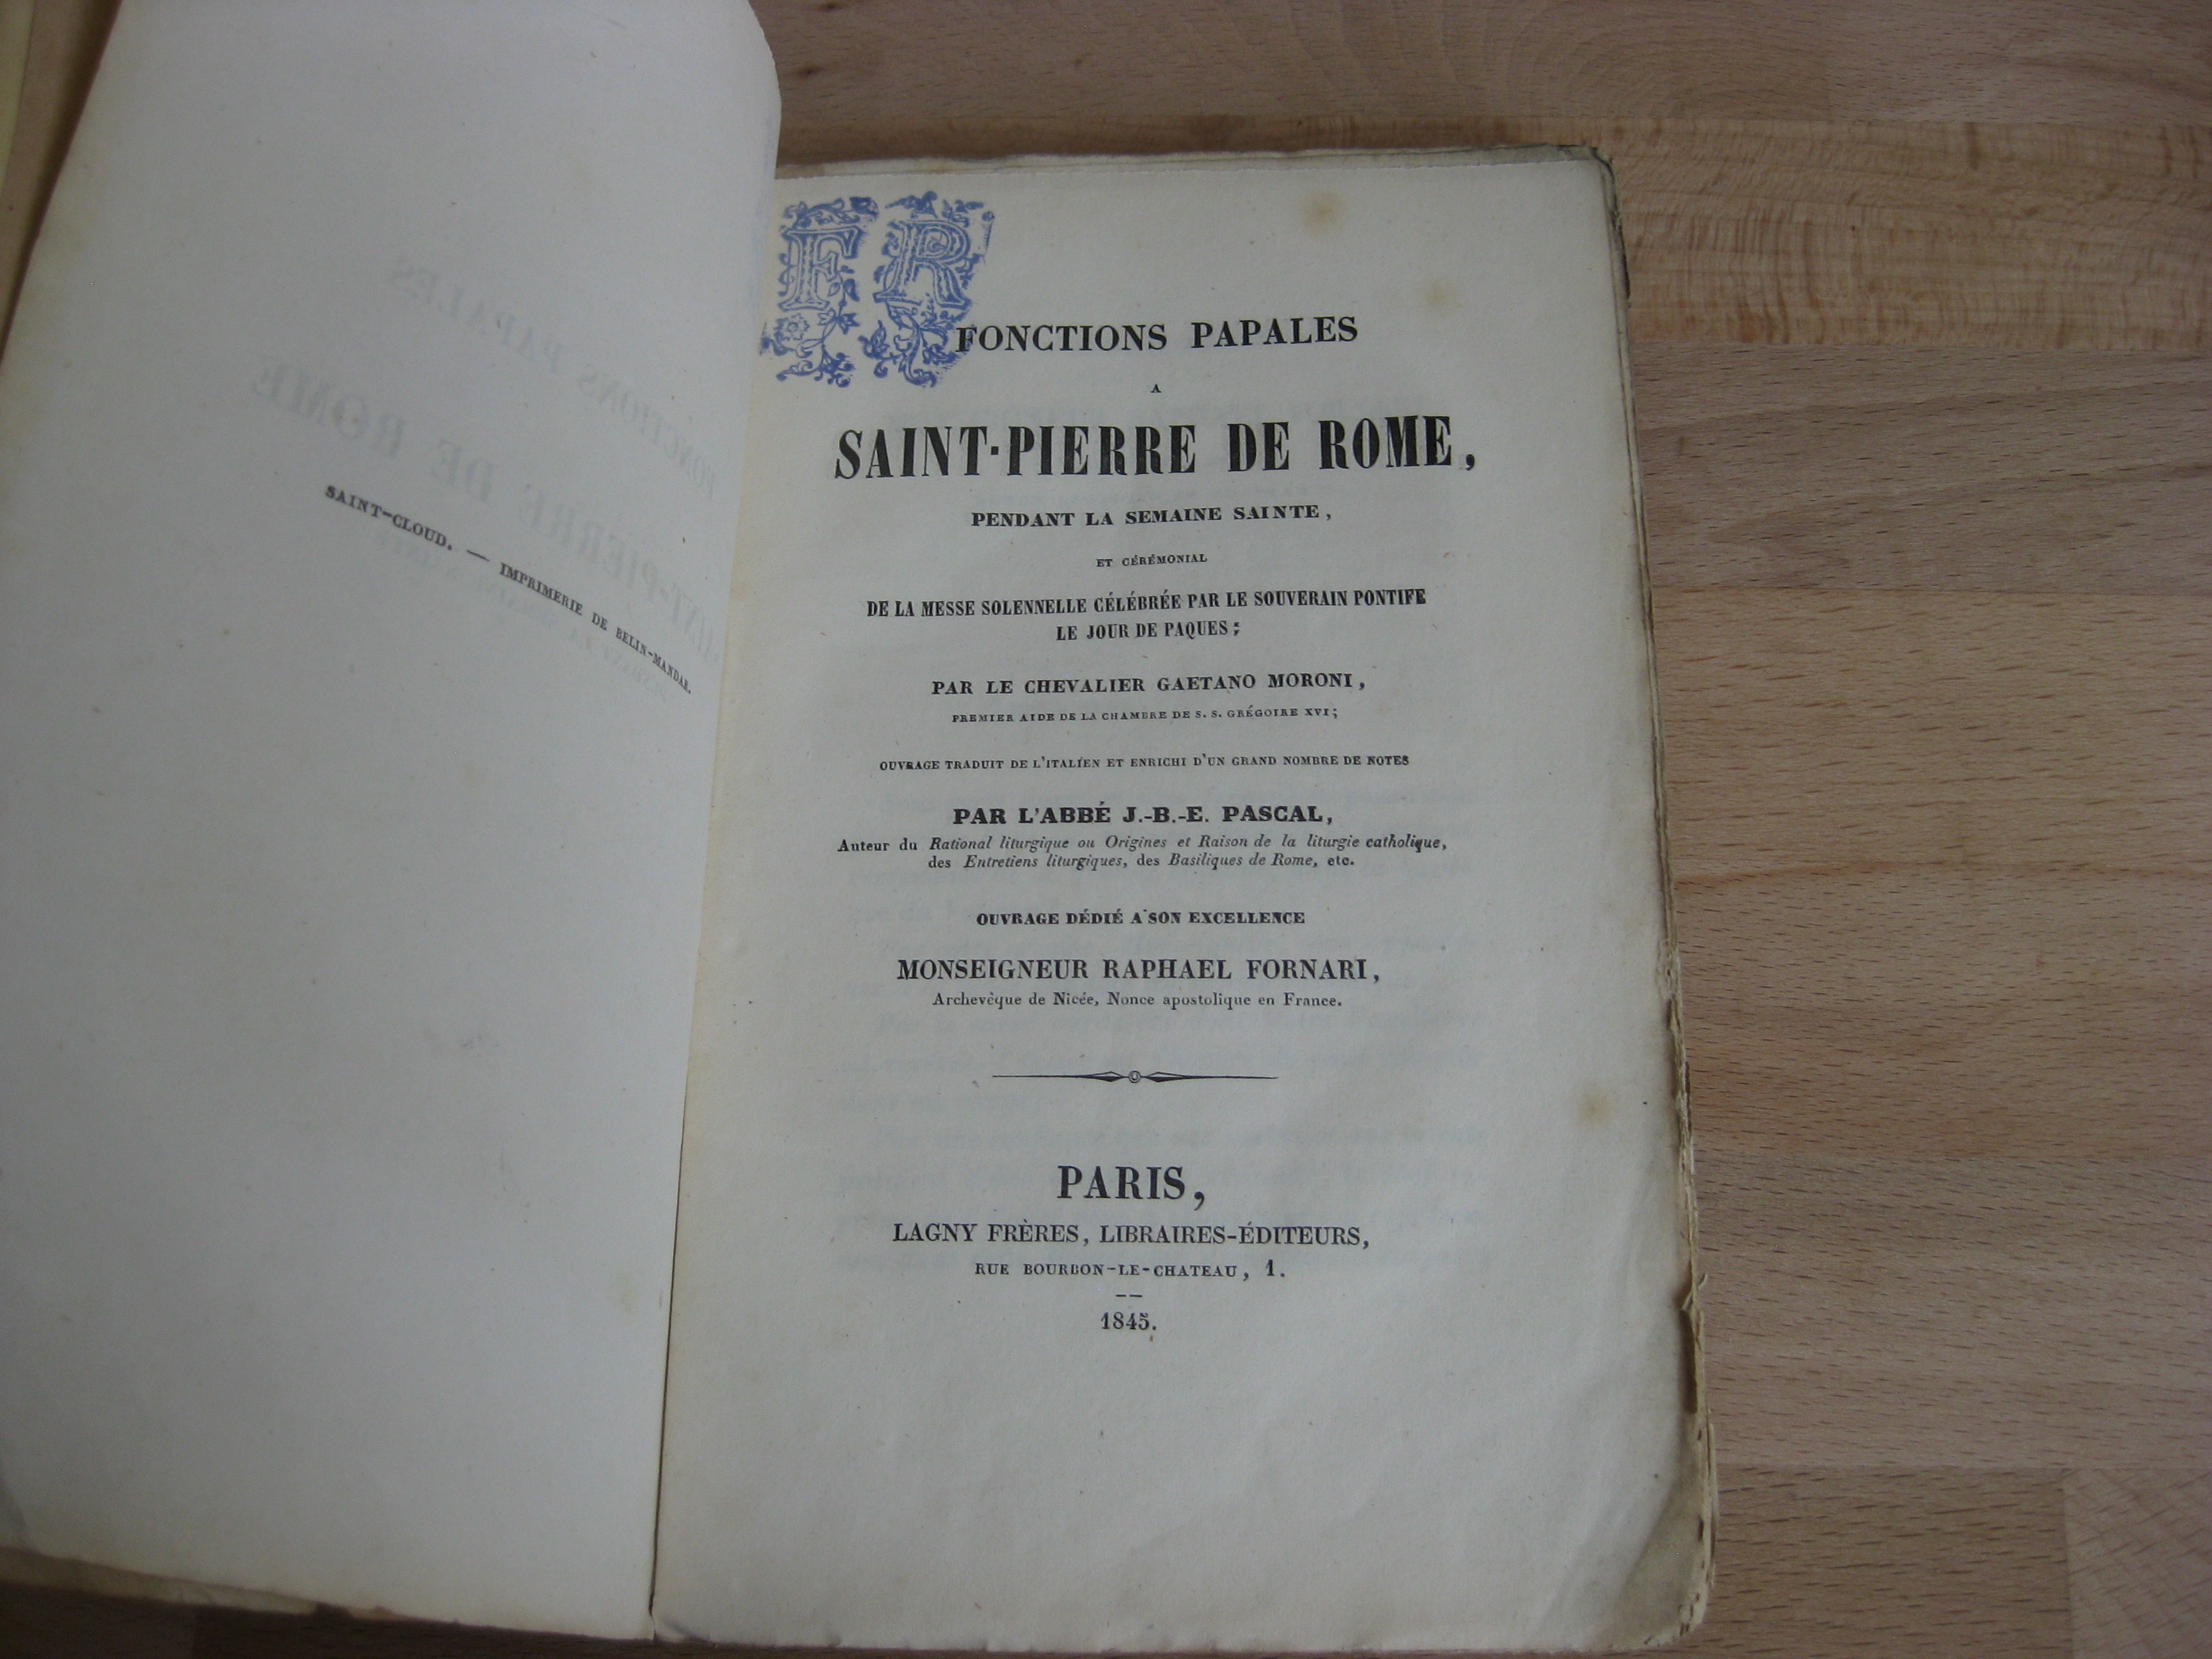 SAINT-CLOUD. — IMPRIMERIE DE BELIN-MANDAR.
F R
FONCTIONS PAPALES
A
SAINT-PIERRE DE ROME,
PENDANT LA SEMAINE SAINTE,
ET CÉRÉMONIAL
DE LA MESSE SOLENNELLE CÉLÉBRÉE PAR LE SOUVERAIN PONTIFE
LE JOUR DE PAQUES;
PAR LE CHEVALIER GAETANO MORONI,
PREMIER AIDE DE LA CHAMBRE DE S. S. GRÉGOIRE XVI;
OUVRAGE TRADUIT DE L'ITALIEN ET ENRICHI D'UN GRAND NOMBRE DE NOTES
PAR L'ABBÉ J.-B.-E. PASCAL,
Auteur du Rational liturgique ou Origines et Raison de la liturgie catholique,
des Entretiens liturgiques, des Basiliques de Rome, etc.
OUVRAGE DÉDIÉ A SON EXCELLENCE
MONSEIGNEUR RAPHAEL FORNARI,
Archevêque de Nicée, Nonce apostolique en France.
PARIS,
LAGNY FRÈRES, LIBRAIRES-ÉDITEURS,
RUE BOURBON-LE-CHATEAU, 1.
1845.